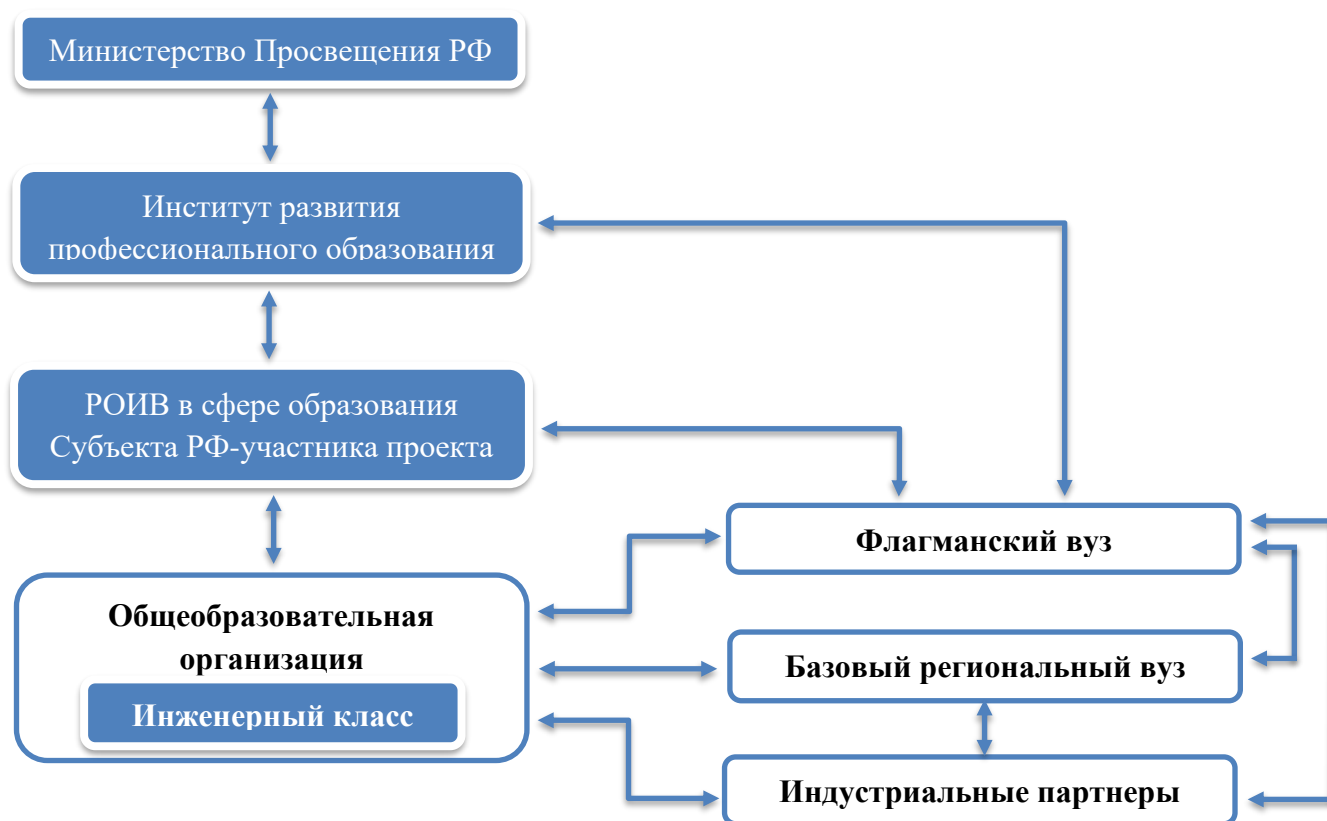 Министерство Просвещения РФ
Институт развития
профессионального образования
РОИВ в сфере образования
Субъекта РФ-участника проекта
Флагманский вуз
Общеобразовательная
организация
Базовый региональный вуз
Инженерный класс
Индустриальные партнеры